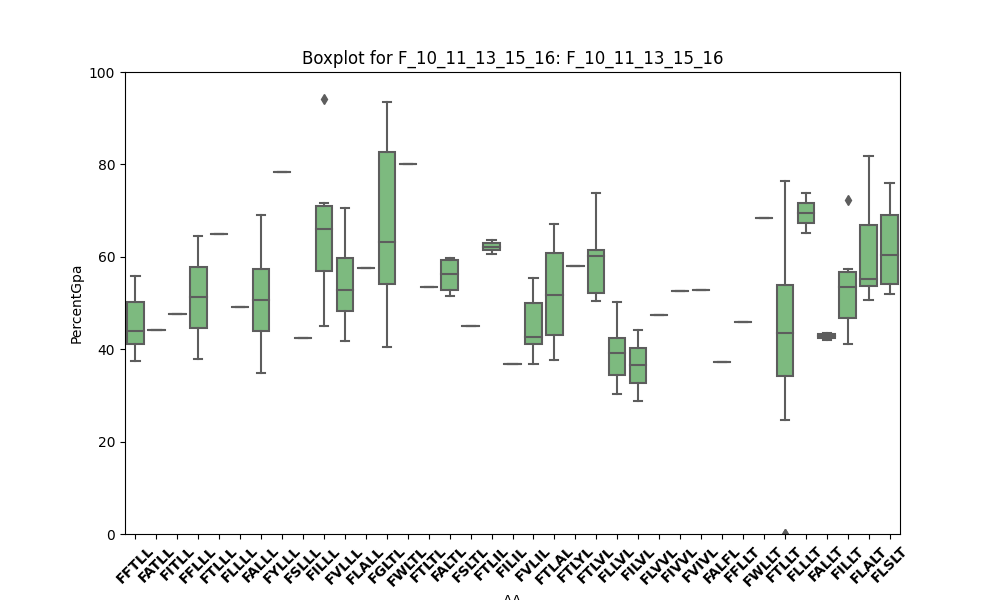 Boxplot for F_10_11_13_15_16: F_10_11_13_15_16
100
80
60
40
20
0
PercentGpa
FFTLL
FATLL
FITLL
FFLLL
FTLLL
FLLLL
FALLL
FYLLL
FSLLL
FILLL
FVLLL
FLALL
FGLTL
FWLTL
FTLTL
FALTL
FSLTL
FTLIL
FILIL
FVLIL
FTLAL
FTLYL
FTLVL
FLLVL
FILVL
FLVVL
FIVVL
FVIVL
FALFL
FFLLT
FWLLT
FTLLT
FLLLT
FALLT
FILLT
FLALT
FLSLT
AA